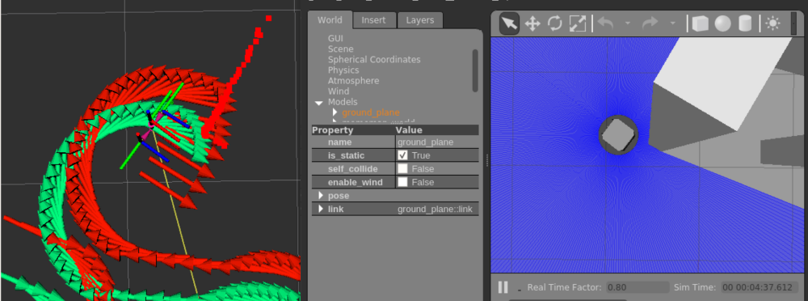 World Insert Layers
GUI
Scene
Spherical Coordinates
Physics
Atmosphere
Wind
Models
ground_plane
Property Value
name ground_plane
is_static True
self_collide False
enable_wind False
pose
link ground_plane::link
Real Time Factor: 0.80 Sim Time: 00 00:04:37.612